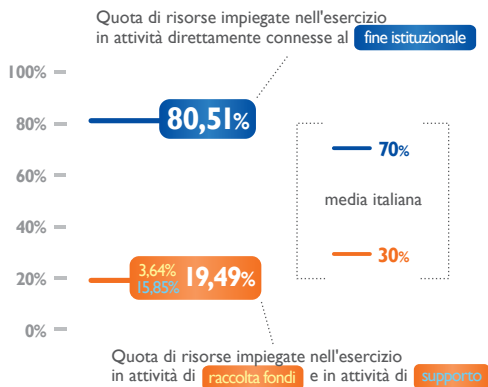 Quota di risorse impiegate nell'esercizio
in attività direttamente connesse al fine istituzionale
100%
80%
60%
40%
20%
0%
80,51%
70%
media italiana
30%
3,64%
15,85%
19,49%
Quota di risorse impiegate nell'esercizio
in attività di raccolta fondi e in attività di supporto